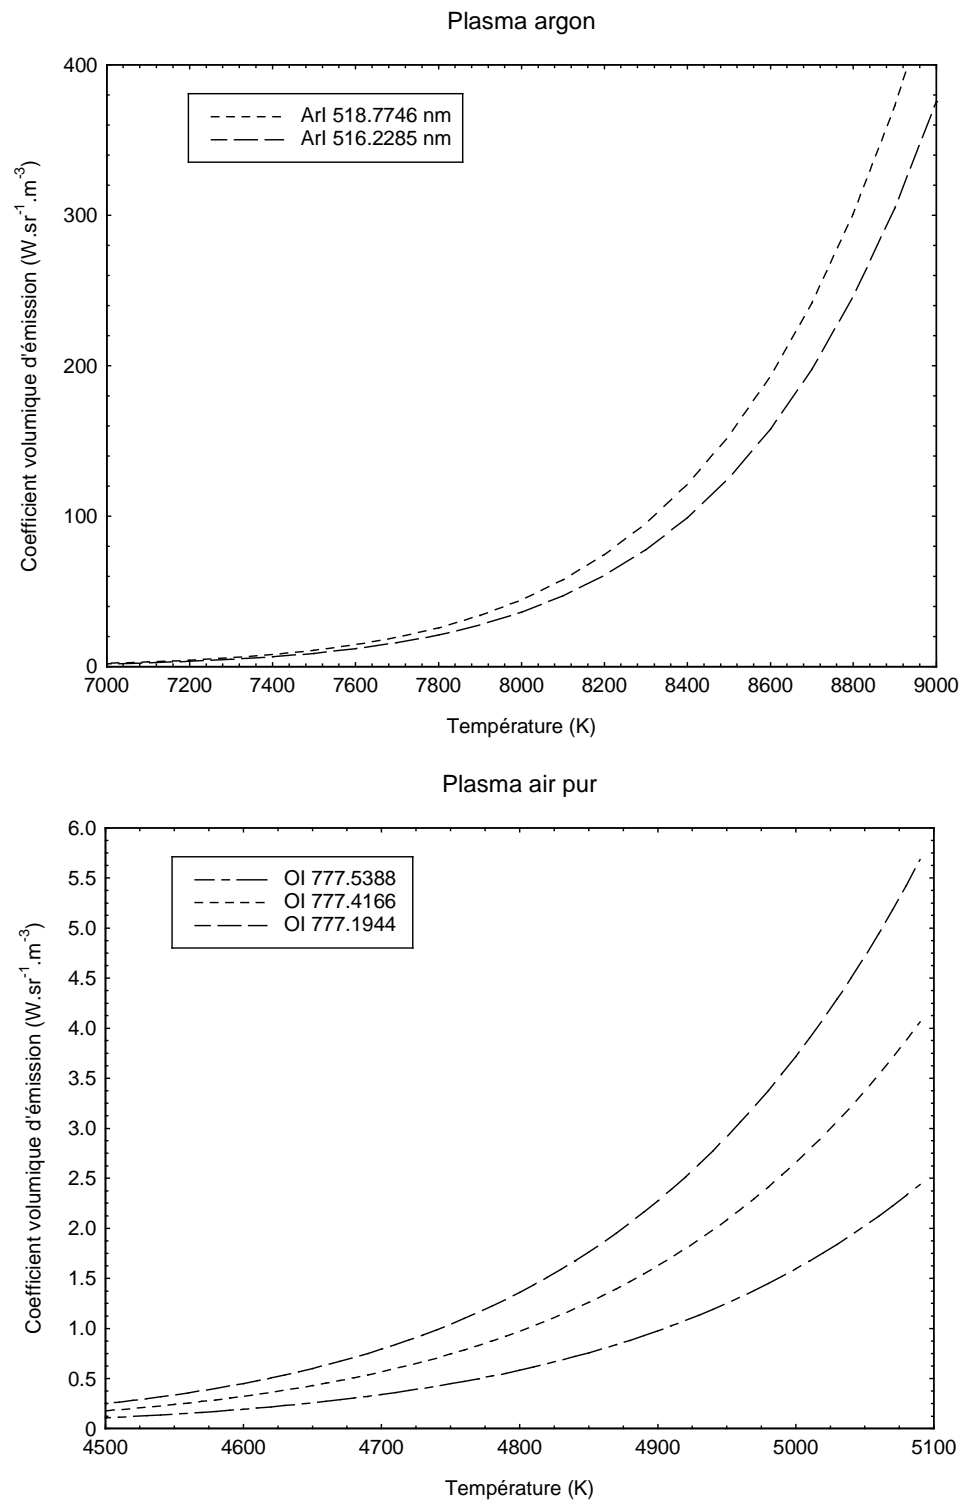 Plasma argon
400
300
200
100
0
ArI 518.7746 nm
ArI 516.2285 nm
Coefficient volumique d'émission (W.sr-1.m-3)
7000 7200 7400 7600 7800 8000 8200 8400 8600 8800 9000
Température (K)
Plasma air pur
6.0
5.5
5.0
4.5
4.0
3.5
3.0
2.5
2.0
1.5
1.0
0.5
0
OI 777.5388
OI 777.4166
OI 777.1944
Coefficient volumique d'émission (W.sr-1.m-3)
4500 4600 4700 4800 4900 5000 5100
Température (K)